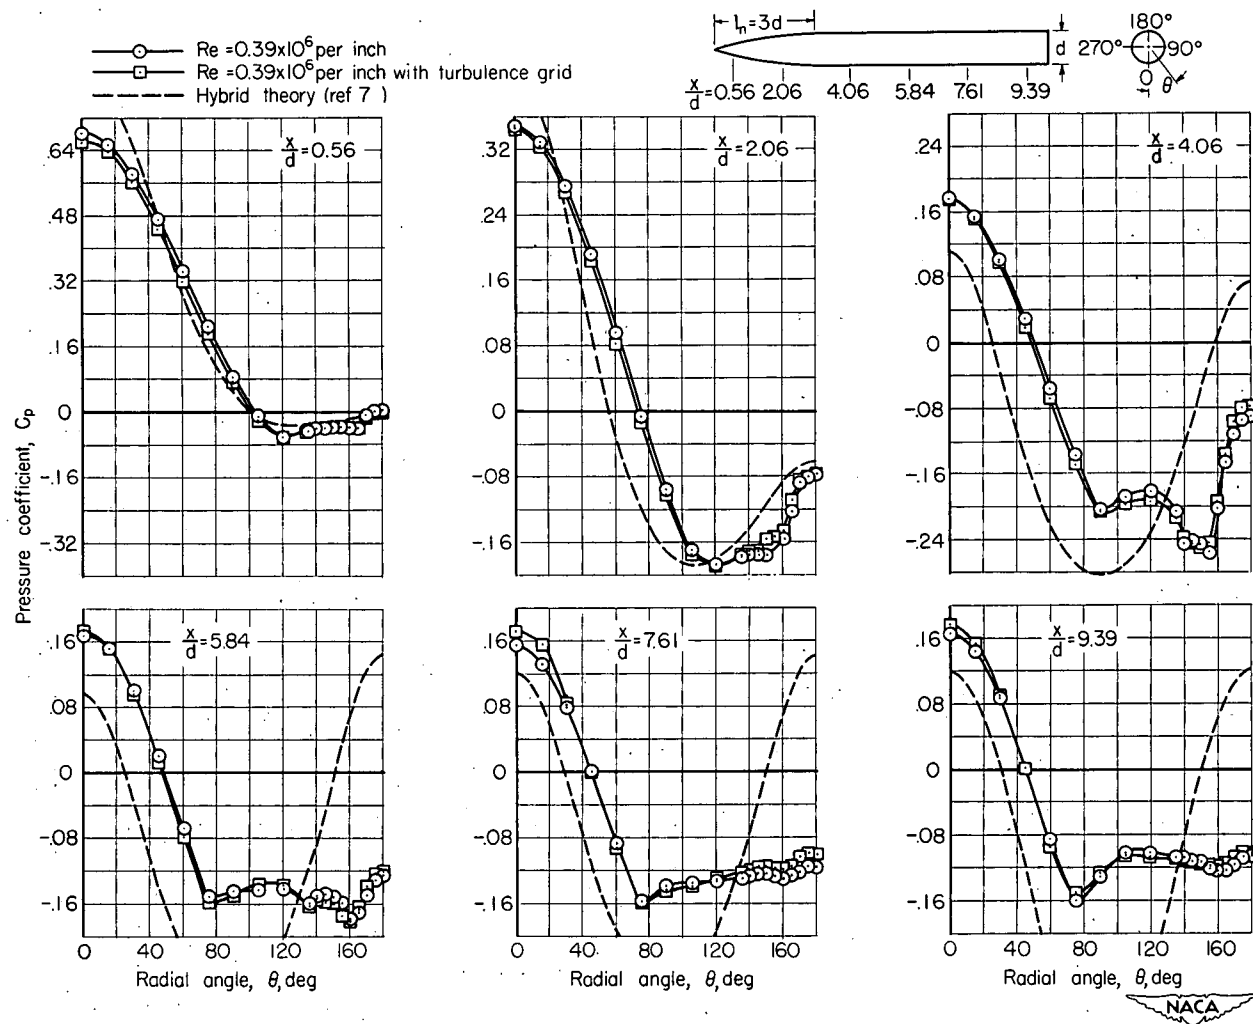 Re =0.39x10⁶ per inch
Re =0.39x10⁶ per inch with turbulence grid
Hybrid theory (ref 7 )
lₙ=3d
d
180°
270°
90°
0
θ
x/d =0.56 2.06 4.06 5.84 7.61 9.39
Pressure coefficient, Cₚ
x/d =0.56
.64
.48
.32
.16
0
-.16
-.32
x/d =2.06
.32
.24
.16
.08
0
-.08
-.16
x/d =4.06
.24
.16
.08
0
-.08
-.16
-.24
x/d =5.84
.16
.08
0
-.08
-.16
0 40 80 120 160
Radial angle, θ, deg
x/d =7.61
.16
.08
0
-.08
-.16
0 40 80 120 160
Radial angle, θ, deg
x/d =9.39
.16
.08
0
-.08
-.16
0 40 80 120 160
Radial angle, θ, deg
NACA